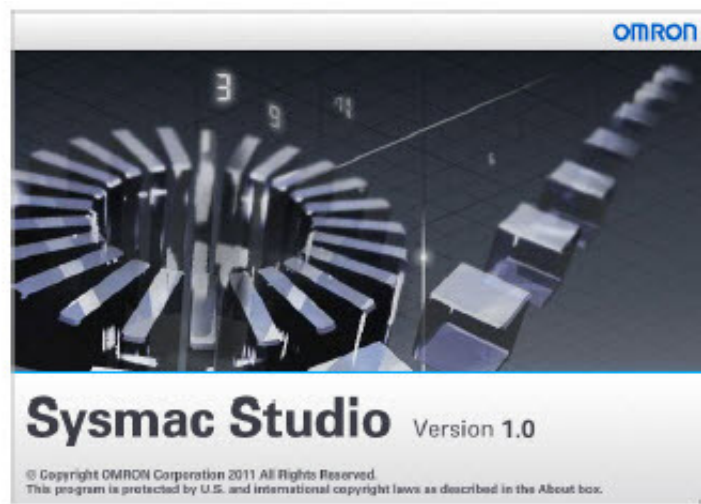 OMRON
3
9
Sysmac Studio Version 1.0
© Copyright OMRON Corporation 2011 All Rights Reserved.
This program is protected by U.S. and international copyright laws as described in the About box.